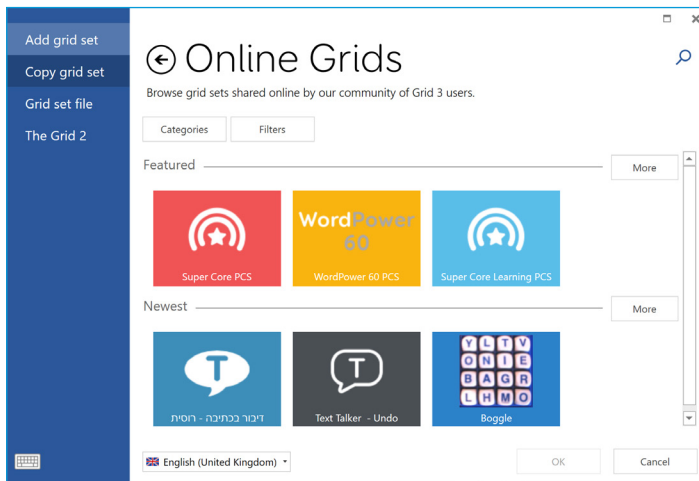 Add grid set
Copy grid set
Grid set file
The Grid 2
Online Grids
Browse grid sets shared online by our community of Grid 3 users.
Categories
Filters
Featured
More
WordPower
60
Super Core PCS
WordPower 60 PCS
Super Core Learning PCS
Newest
More
T
T
Y L T V
O N I E
B A G R
L H M O
דיבור בכתיבה - רוסית
Text Talker - Undo
Boggle
English (United Kingdom)
OK
Cancel